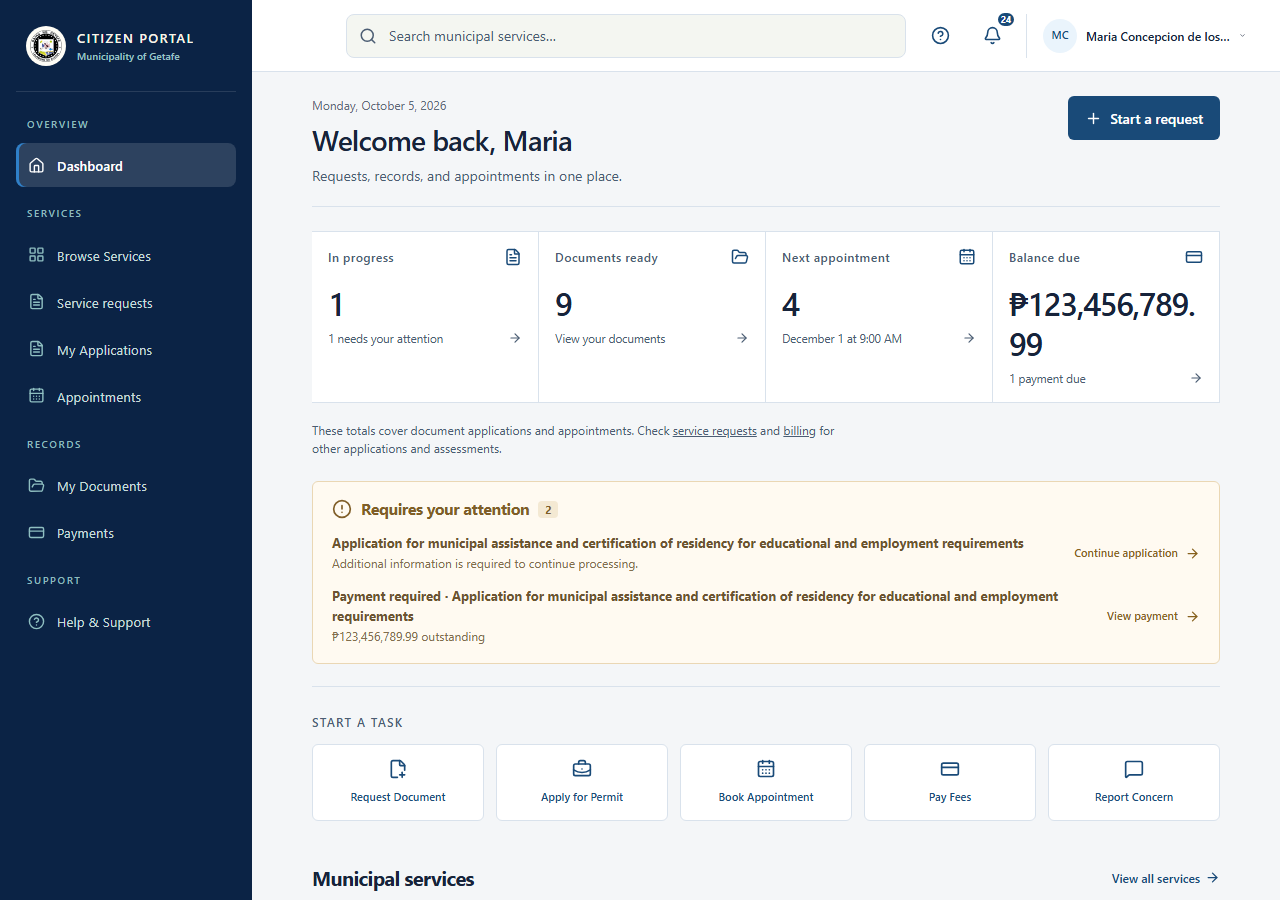 CITIZEN PORTAL
Municipality of Getafe
OVERVIEW
Dashboard
SERVICES
Browse Services
Service requests
My Applications
Appointments
RECORDS
My Documents
Payments
SUPPORT
Help & Support
Search municipal services...
24
MC
Maria Concepcion de los...
Monday, October 5, 2026
Welcome back, Maria
Requests, records, and appointments in one place.
Start a request
In progress
1
1 needs your attention
Documents ready
9
View your documents
Next appointment
4
December 1 at 9:00 AM
Balance due
₱123,456,789.
99
1 payment due
These totals cover document applications and appointments. Check service requests and billing for
other applications and assessments.
Requires your attention 2
Application for municipal assistance and certification of residency for educational and employment requirements
Additional information is required to continue processing.
Continue application
Payment required · Application for municipal assistance and certification of residency for educational and employment
requirements
₱123,456,789.99 outstanding
View payment
START A TASK
Request Document
Apply for Permit
Book Appointment
Pay Fees
Report Concern
Municipal services
View all services